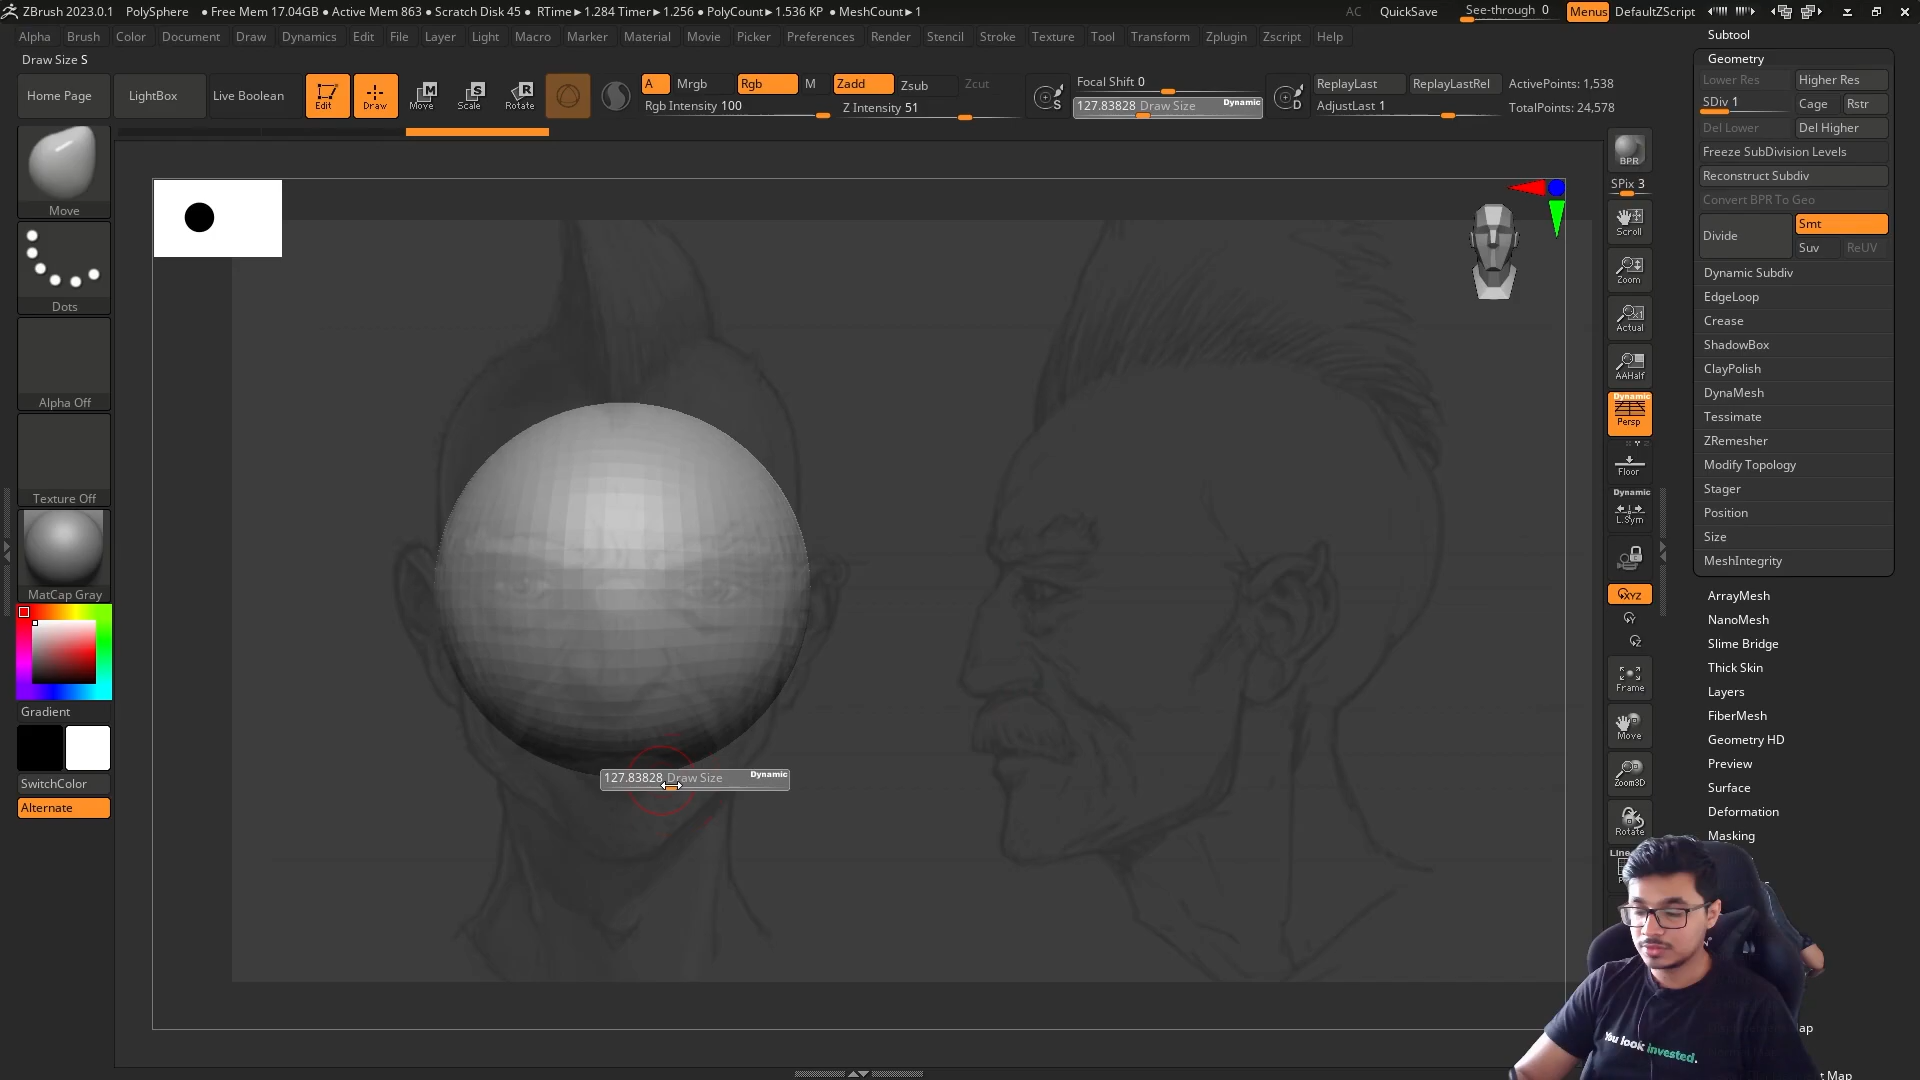 ZBrush 2023.0.1 PolySphere ● Free Mem 17.04GB ● Active Mem 863 ● Scratch Disk 45 ● RTime►1.284 Timer►1.256 ● PolyCount►1.536 KP ● MeshCount►1 AC QuickSave See-through 0 Menus DefaultZScript
Alpha Brush Color Document Draw Dynamics Edit File Layer Light Macro Marker Material Movie Picker Preferences Render Stencil Stroke Texture Tool Transform Zplugin Zscript Help
Draw Size S
Home Page LightBox Live Boolean Edit Draw Move Scale Rotate
A Mrgb Rgb M Zadd Zsub Zcut
Rgb Intensity 100 Z Intensity 51
S Focal Shift 0
127.83828 Draw Size Dynamic
D ReplayLast ReplayLastRel
AdjustLast 1
ActivePoints: 1,538
TotalPoints: 24,578
Move
Dots
Alpha Off
Texture Off
MatCap Gray
Gradient
SwitchColor
Alternate
127.83828 Draw Size Dynamic
BPR
SPix 3
Scroll
Zoom
Actual
AAHalf
Dynamic
Persp
Floor
Dynamic
L.Sym
XYZ
Frame
Move
Zoom3D
Rotate
Subtool
Geometry
Lower Res Higher Res
SDiv 1 Cage Rstr
Del Lower Del Higher
Freeze SubDivision Levels
Reconstruct Subdiv
Convert BPR To Geo
Divide Smt
Suv ReUV
Dynamic Subdiv
EdgeLoop
Crease
ShadowBox
ClayPolish
DynaMesh
Tessimate
ZRemesher
Modify Topology
Stager
Position
Size
MeshIntegrity
ArrayMesh
NanoMesh
Slime Bridge
Thick Skin
Layers
FiberMesh
Geometry HD
Preview
Surface
Deformation
Masking
You look invested.